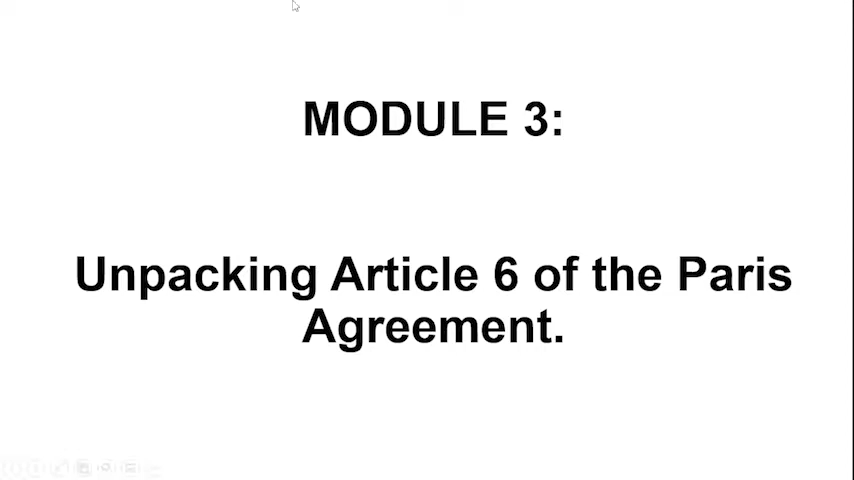 MODULE 3:
Unpacking Article 6 of the Paris
Agreement.